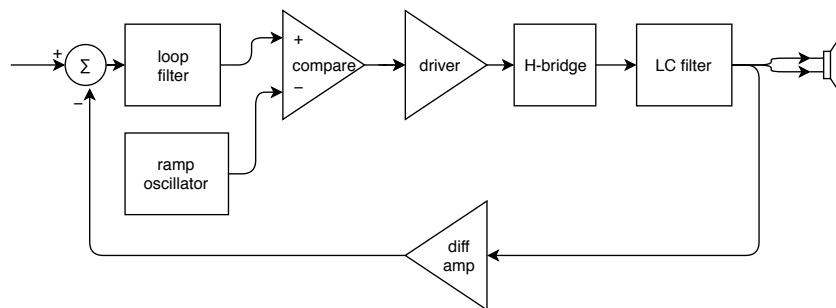 +
Σ
−
loop
filter
ramp
oscillator
+
compare
−
driver
H-bridge
LC filter
diff
amp